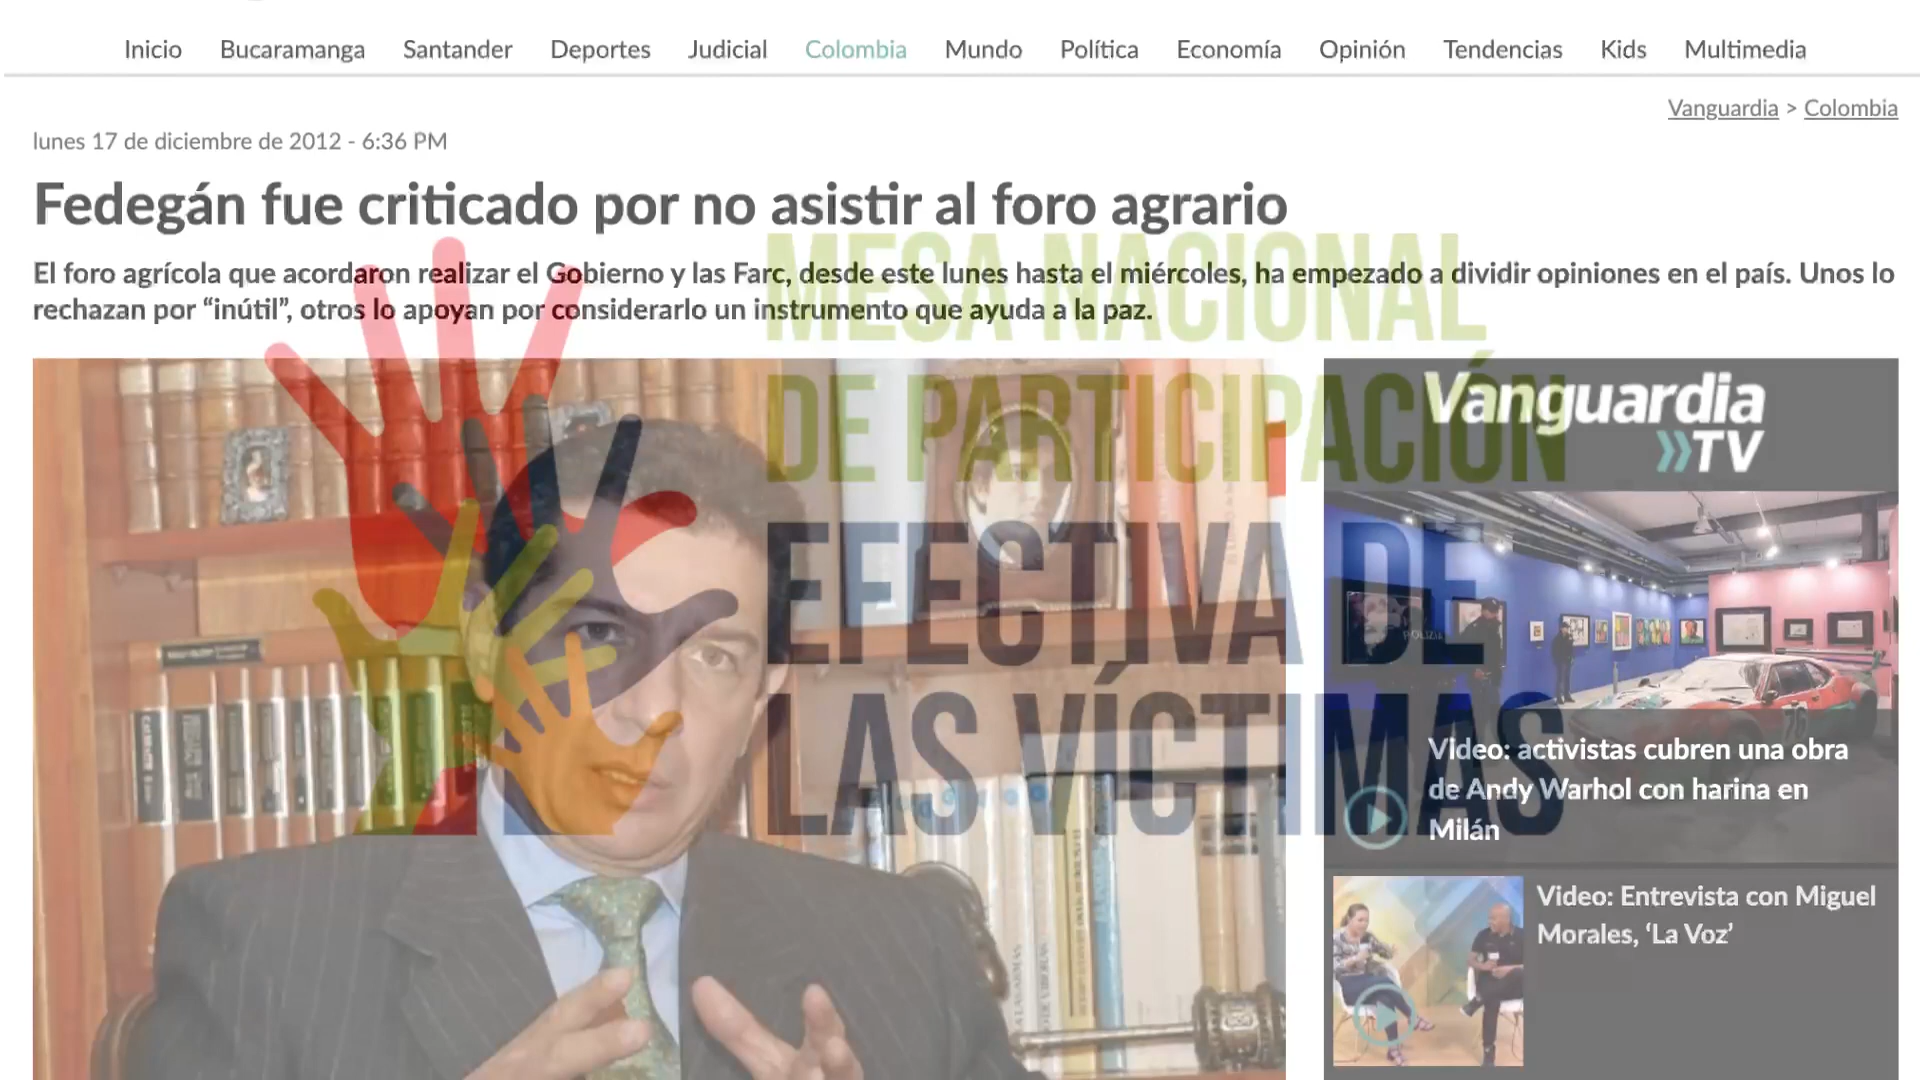 Inicio Bucaramanga Santander Deportes Judicial Colombia Mundo Política Economía Opinión Tendencias Kids Multimedia
Vanguardia > Colombia
lunes 17 de diciembre de 2012 - 6:36 PM
Fedegán fue criticado por no asistir al foro agrario
El foro agrícola que acordaron realizar el Gobierno y las Farc, desde este lunes hasta el miércoles, ha empezado a dividir opiniones en el país. Unos lo
rechazan por “inútil”, otros lo apoyan por considerarlo un instrumento que ayuda a la paz.
MESA NACIONAL
DE PARTICIPACIÓN
EFECTIVA DE
LAS VÍCTIMAS
Vanguardia
»TV
POLIZIA
76
Video: activistas cubren una obra
de Andy Warhol con harina en
Milán
Video: Entrevista con Miguel
Morales, ‘La Voz’